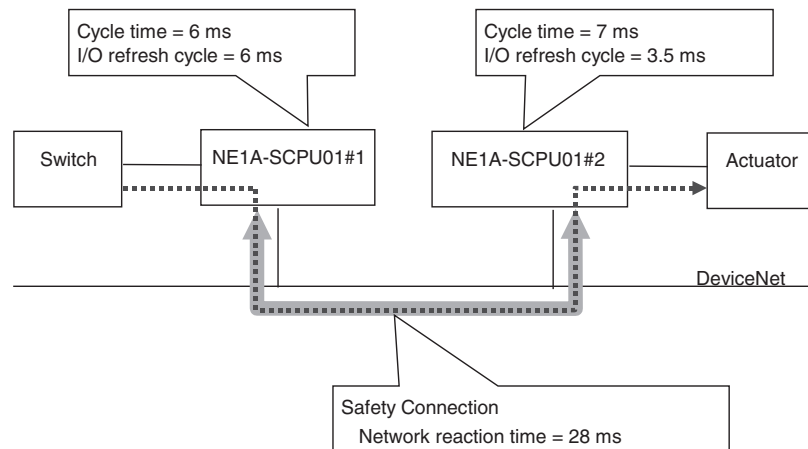 Cycle time = 6 ms
I/O refresh cycle = 6 ms
Cycle time = 7 ms
I/O refresh cycle = 3.5 ms
Switch
NE1A-SCPU01#1
NE1A-SCPU01#2
Actuator
DeviceNet
Safety Connection
Network reaction time = 28 ms